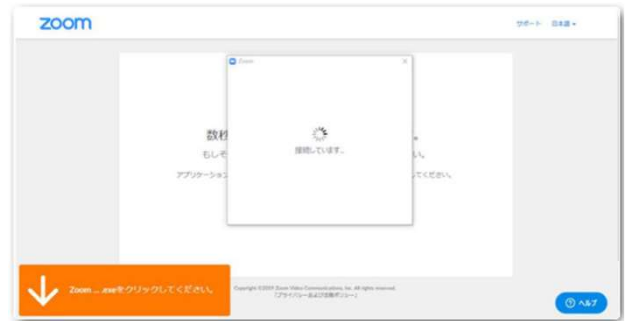 zoom
サポート 日本語
Zoom
数秒
。
接続しています...
もしそ
い。
アプリケーション
してください。
Zoom ... .exeをクリックしてください。
Copyright ©2019 Zoom Video Communications, Inc. All rights reserved.
「プライバシーおよび法務ポリシー」
ヘルプ